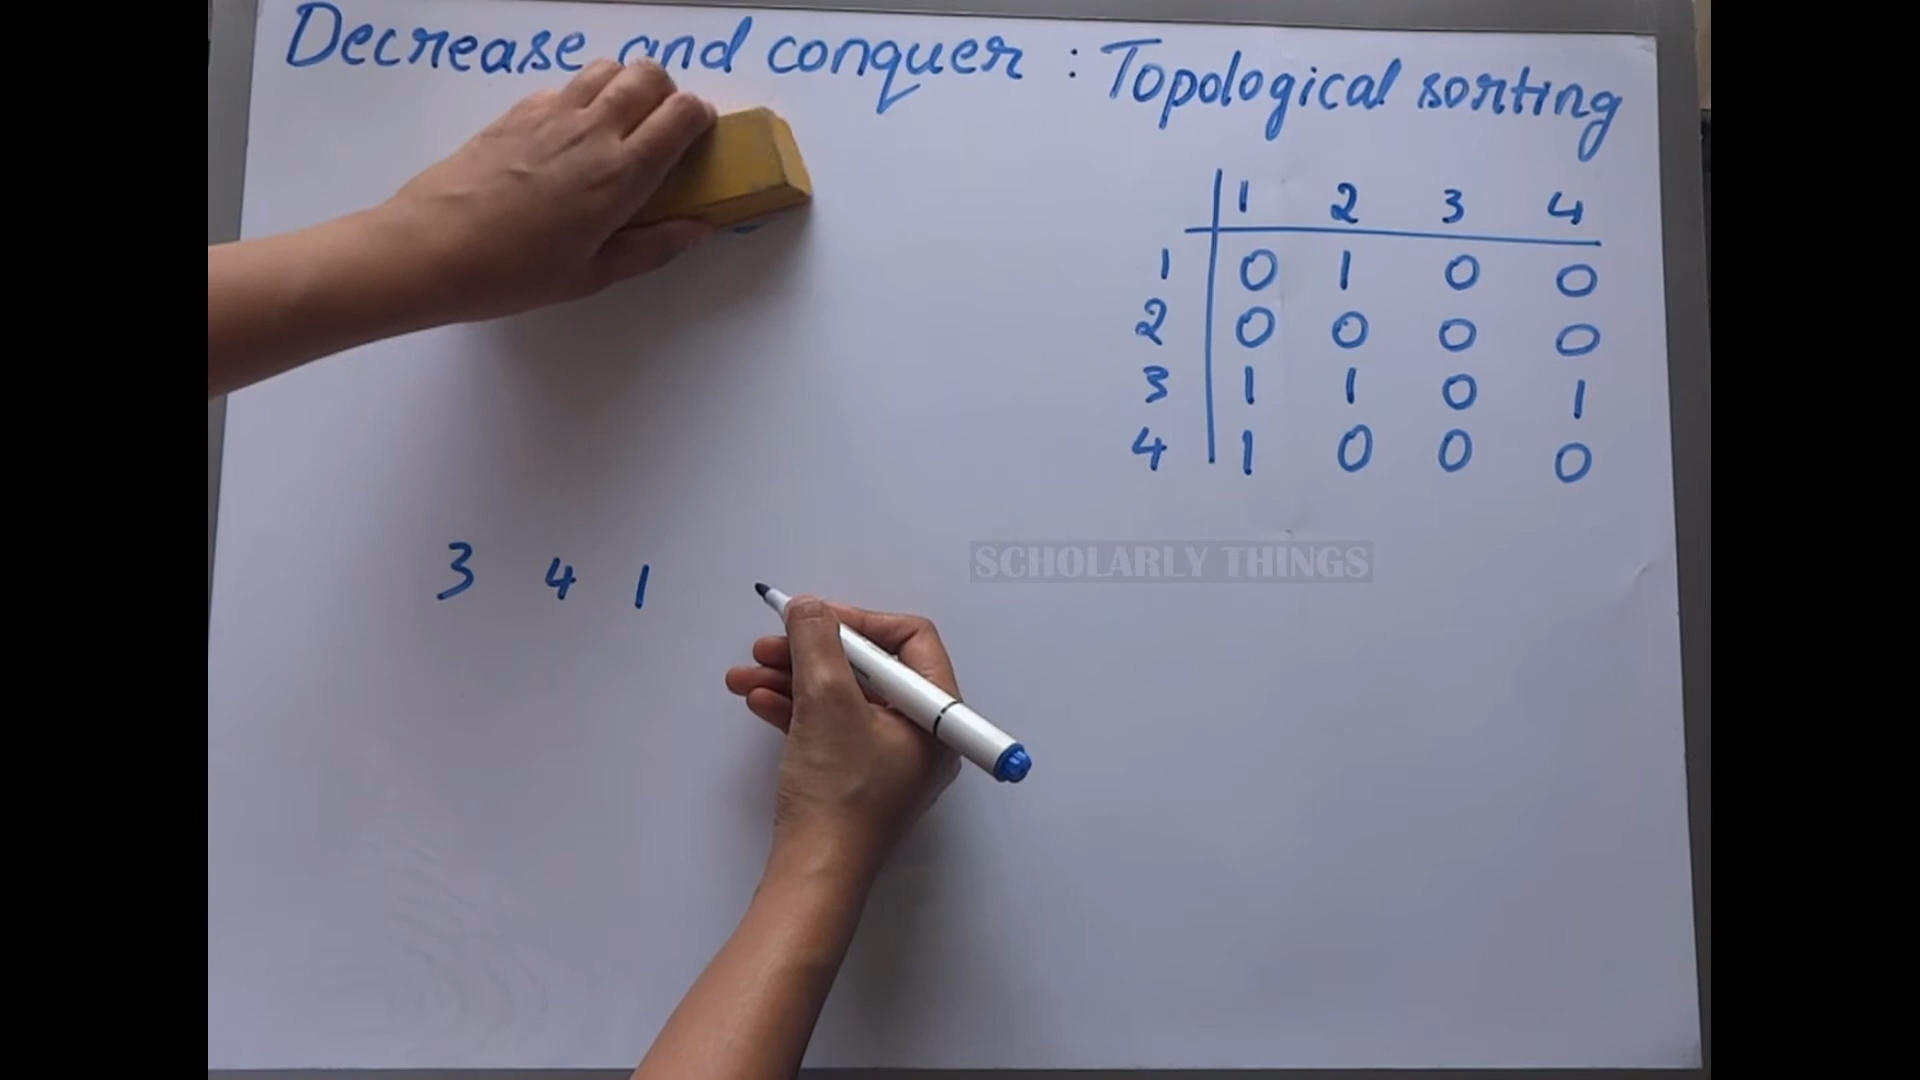 Decrease and conquer : Topological sorting
1 2 3 4
1 0 1 0 0
2 0 0 0 0
3 1 1 0 1
4 1 0 0 0
SCHOLARLY THINGS
3 4 1